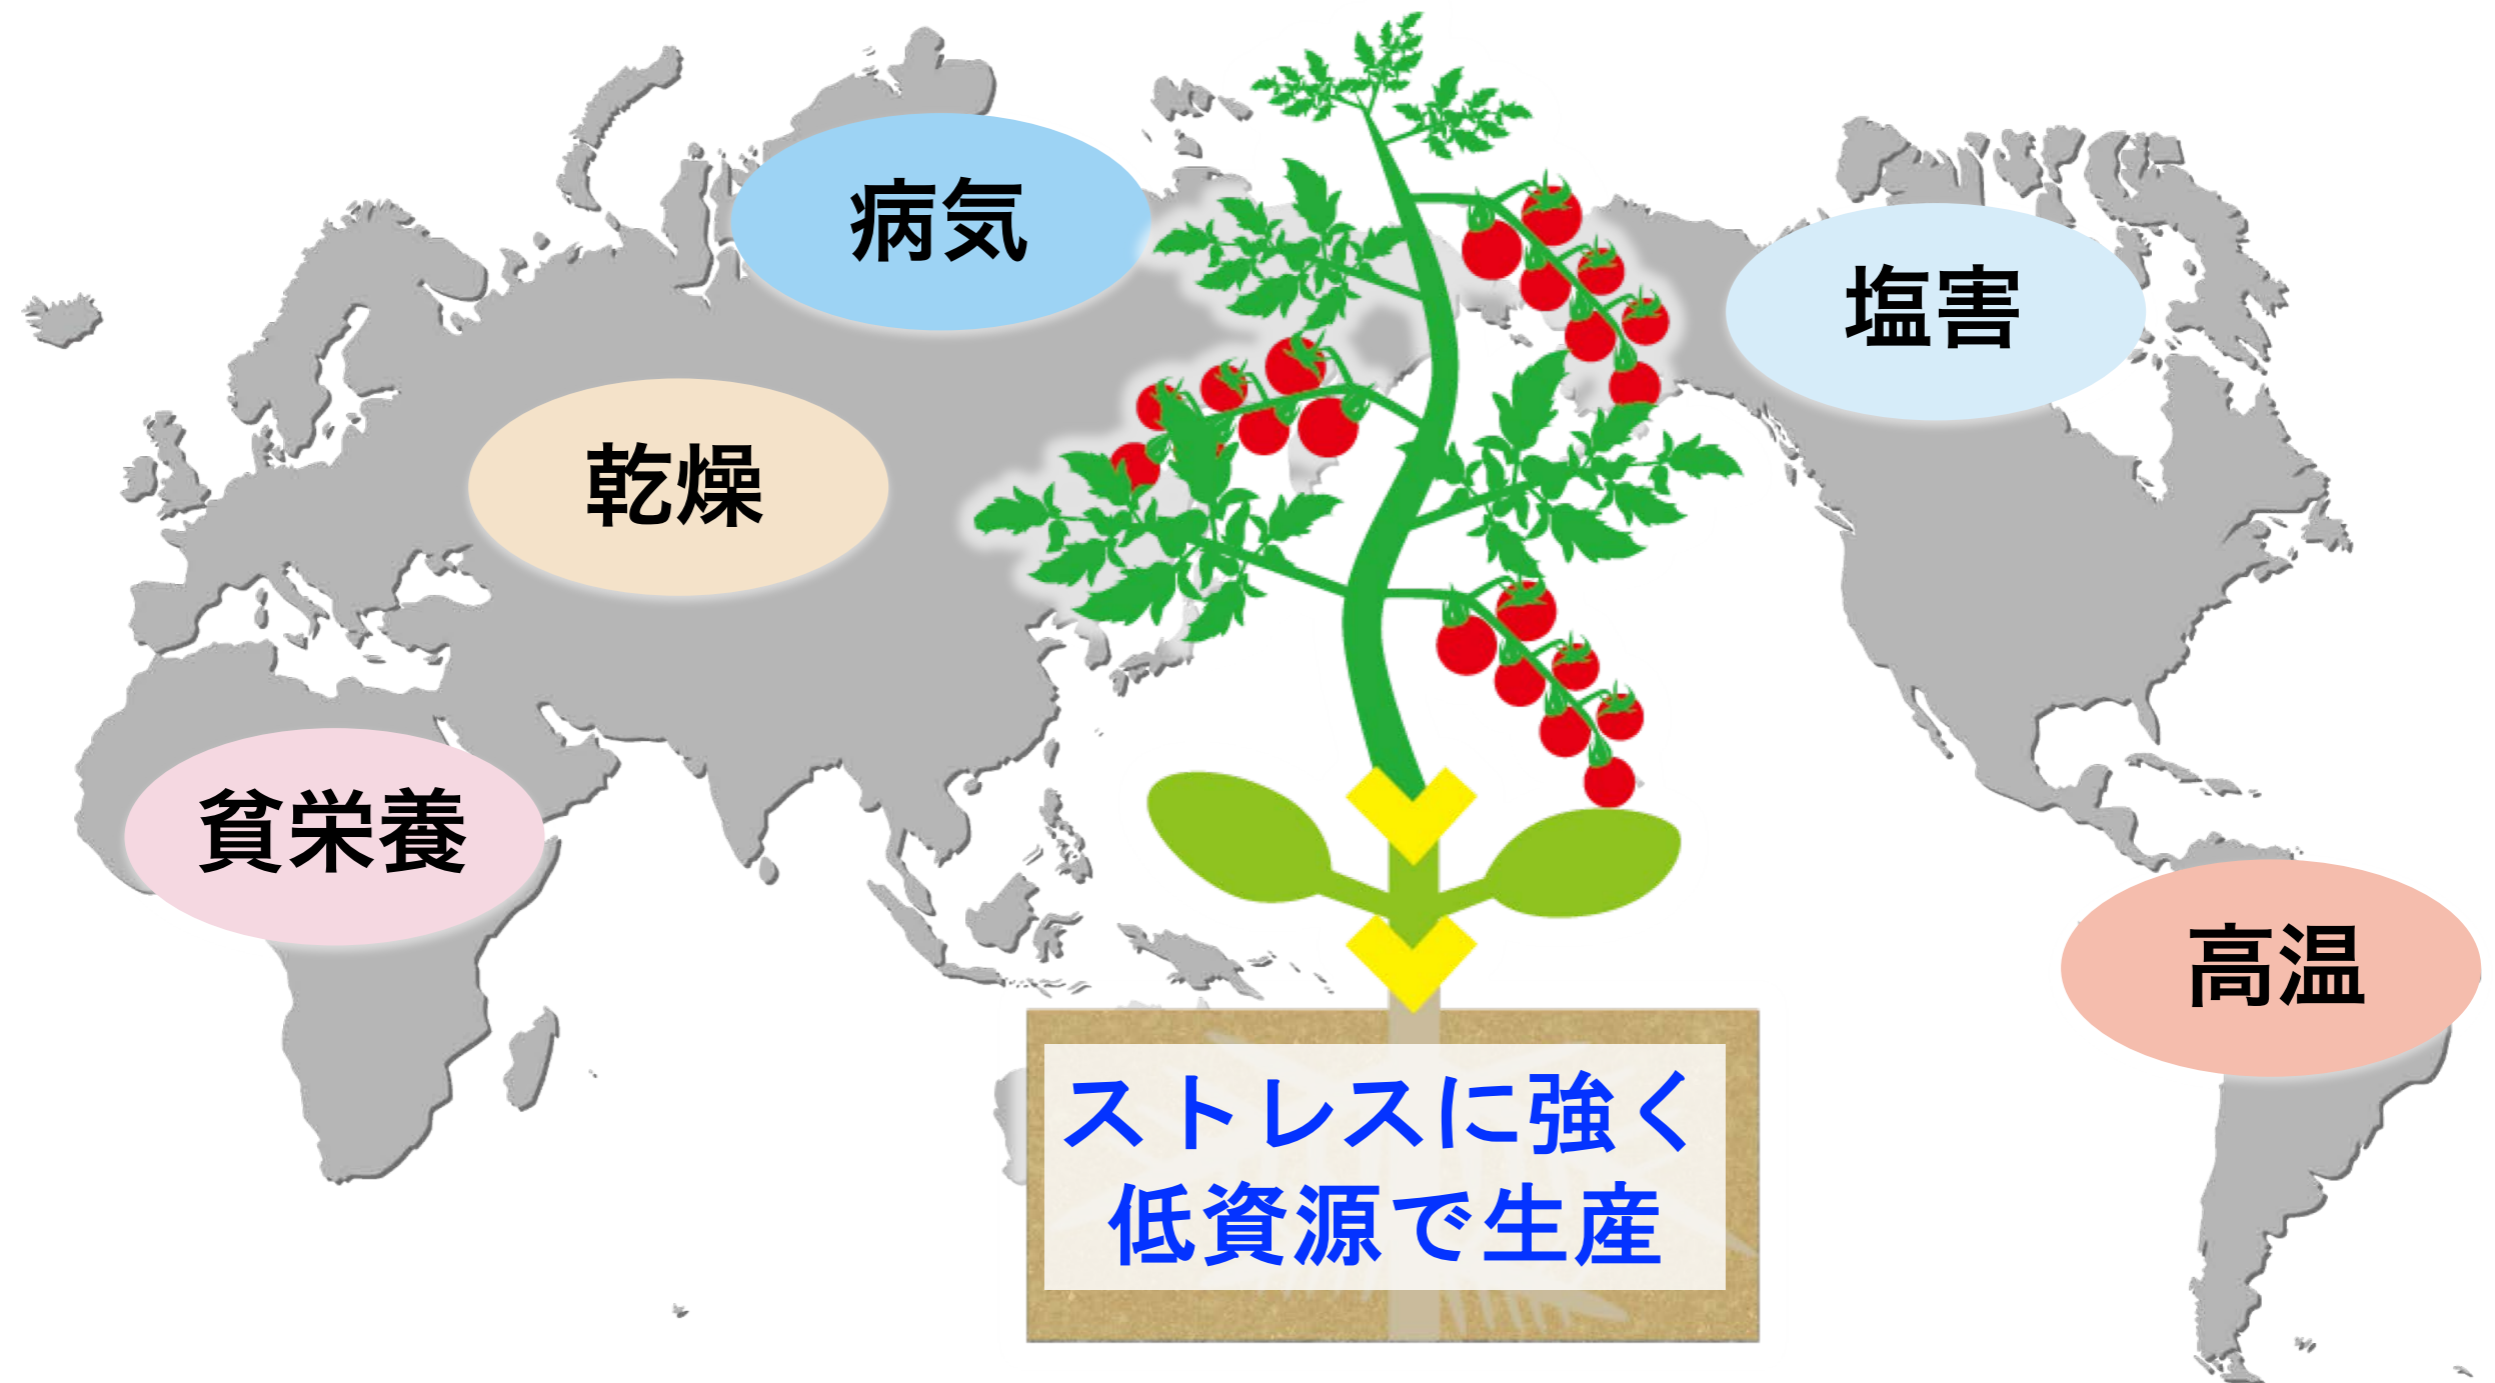 病気
塩害
乾燥
貧栄養
高温
ストレスに強く
低資源で生産